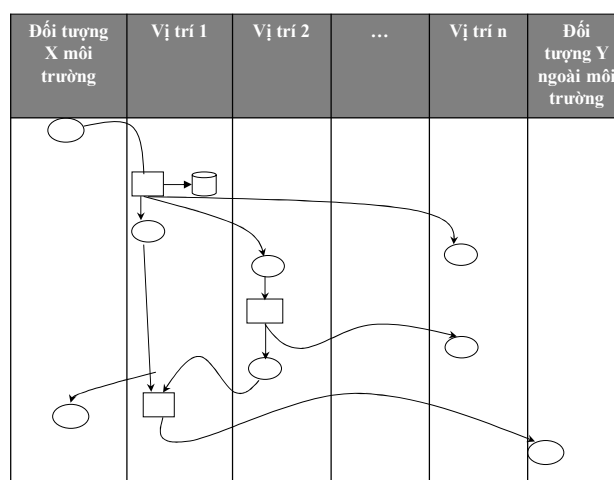 Đối tượng
X môi
trường
Vị trí 1
Vị trí 2
…
Vị trí n
Đối
tượng Y
ngoài môi
trường